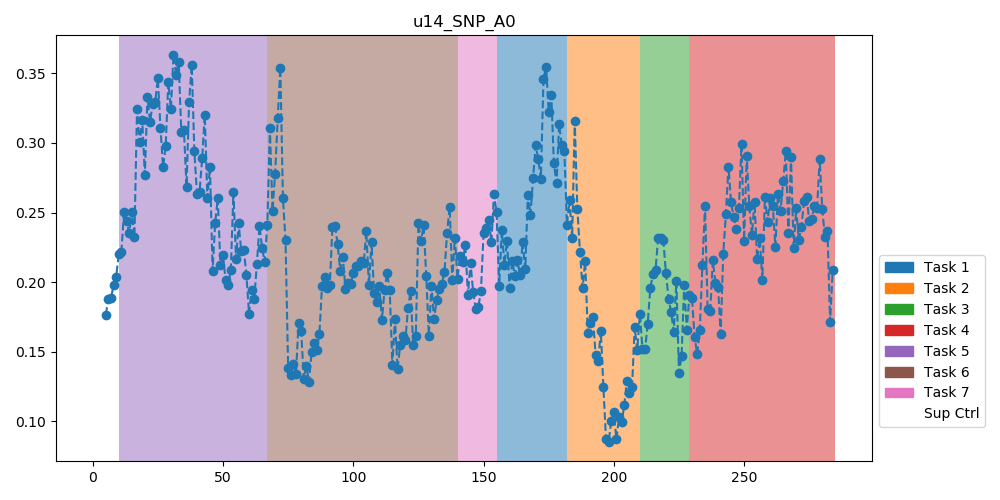 u14_SNP_A0
0.35
0.30
0.25
0.20
0.15
0.10
0
50
100
150
200
250
Task 1
Task 2
Task 3
Task 4
Task 5
Task 6
Task 7
Sup Ctrl